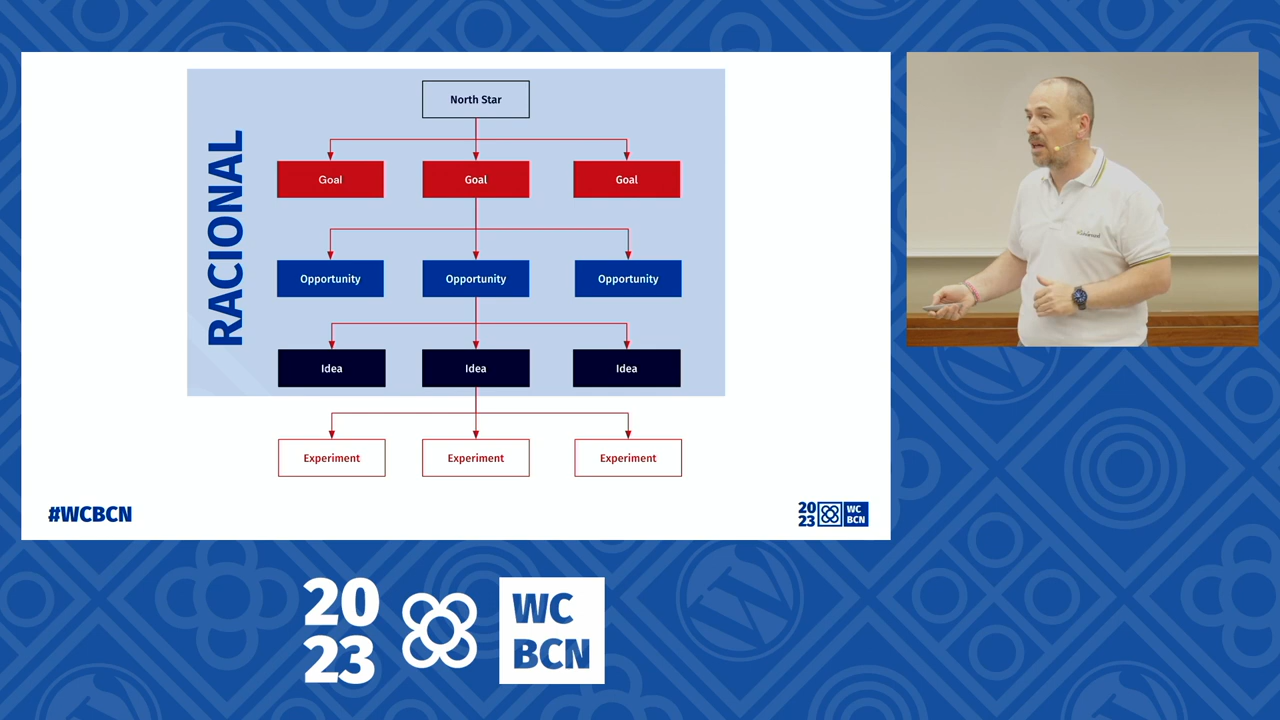 RACIONAL
North Star
Goal
Goal
Goal
Opportunity
Opportunity
Opportunity
Idea
Idea
Idea
Experiment
Experiment
Experiment
#WCBCN
20
23
WC
BCN
20
23
WC
BCN